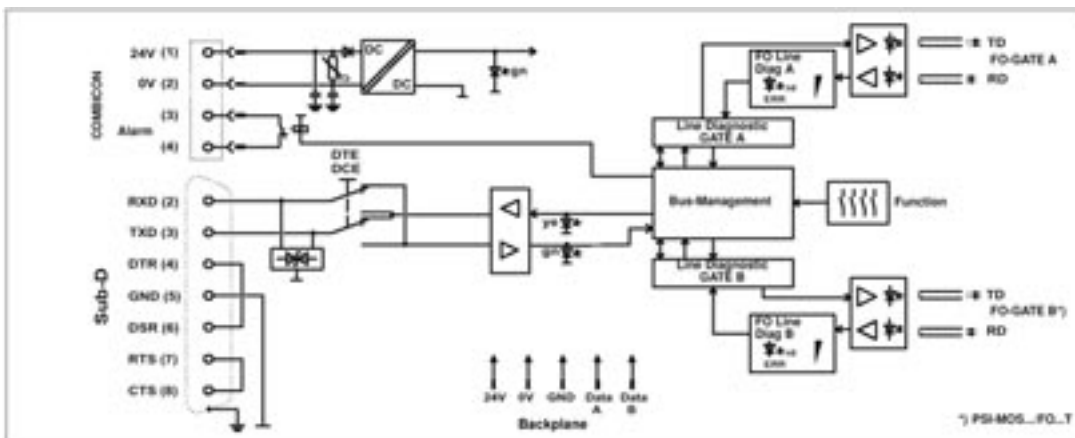 COMBICON
24V (1)
0V (2)
(3)
Alarm
(4)
DC
DC
gn
Sub-D
RXD (2)
TXD (3)
DTR (4)
GND (5)
DSR (6)
RTS (7)
CTS (8)
DTE
DCE
ye
gn
FO Line
Diag A
ERR
Line Diagnostic
GATE A
Bus-Management
Function
Line Diagnostic
GATE B
FO Line
Diag B
ERR
TD
FO-GATE A
RD
TD
FO-GATE B*)
RD
24V
0V
GND
Data
A
Data
B
Backplane
*) PSI-MOS.../FO...T